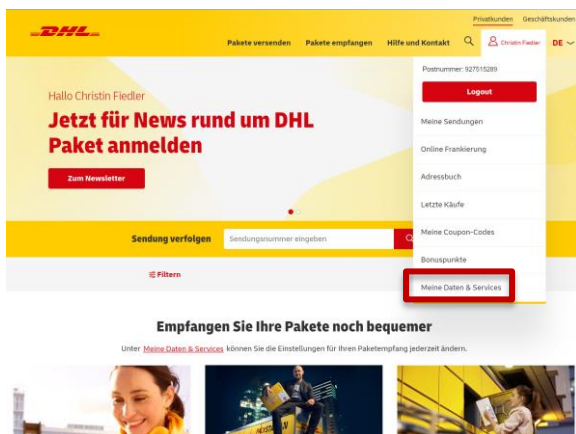 Privatkunden Geschäftskunden
DHL
Pakete versenden Pakete empfangen Hilfe und Kontakt Christin Fiedler DE
Postnummer: 927515289
Logout
Meine Sendungen
Online Frankierung
Adressbuch
Letzte Käufe
Meine Coupon-Codes
Bonuspunkte
Meine Daten & Services
Hallo Christin Fiedler
Jetzt für News rund um DHL
Paket anmelden
Zum Newsletter
Sendung verfolgen Sendungsnummer eingeben
Filtern
Empfangen Sie Ihre Pakete noch bequemer
Unter Meine Daten & Services können Sie die Einstellungen für Ihren Paketempfang jederzeit ändern.